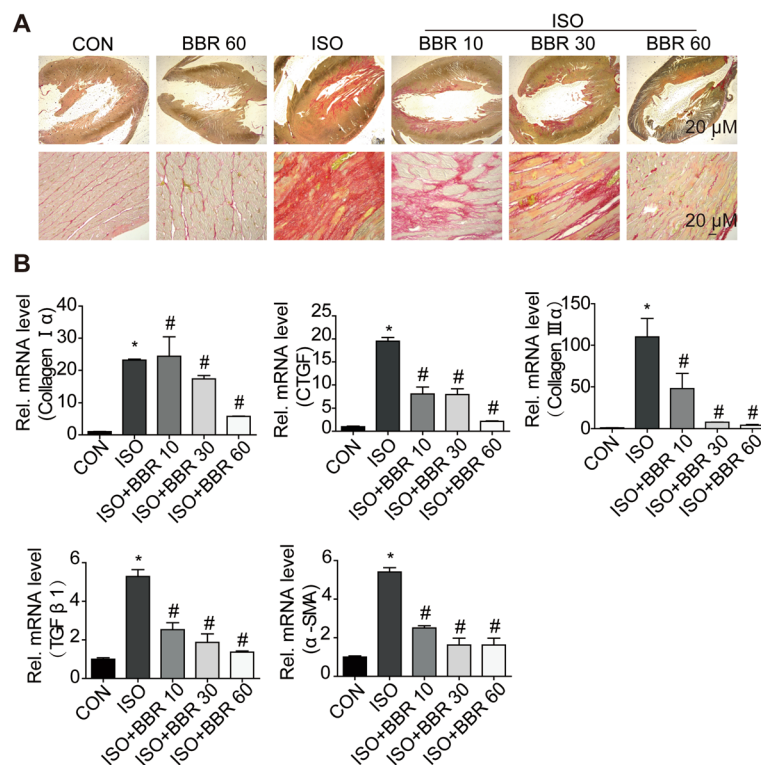 A
ISO
CON
BBR 60
ISO
BBR 10
BBR 30
BBR 60
20 µM
20 µM
B
Rel. mRNA level
(Collagen Ⅰ α)
40
30
20
10
0
*
#
#
#
CON
ISO
ISO+BBR 10
ISO+BBR 30
ISO+BBR 60
Rel. mRNA level
(CTGF)
25
20
15
10
5
0
*
#
#
#
CON
ISO
ISO+BBR 10
ISO+BBR 30
ISO+BBR 60
Rel. mRNA level
(Collagen Ⅲ α)
150
100
50
0
*
#
#
#
CON
ISO
ISO+BBR 10
ISO+BBR 30
ISO+BBR 60
Rel. mRNA level
(TGF β 1)
6
4
2
0
*
#
#
#
CON
ISO
ISO+BBR 10
ISO+BBR 30
ISO+BBR 60
Rel. mRNA level
(α-SMA)
6
4
2
0
*
#
#
#
CON
ISO
ISO+BBR 10
ISO+BBR 30
ISO+BBR 60